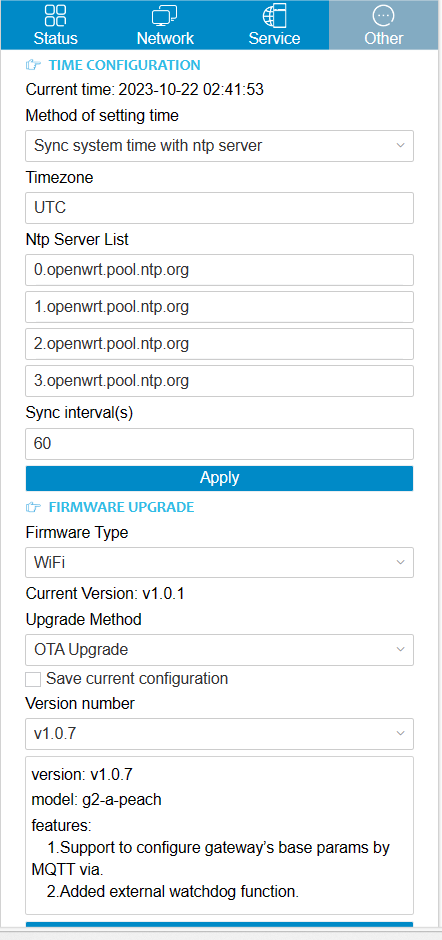 Status Network Service Other
TIME CONFIGURATION
Current time: 2023-10-22 02:41:53
Method of setting time
Sync system time with ntp server
Timezone
UTC
Ntp Server List
0.openwrt.pool.ntp.org
1.openwrt.pool.ntp.org
2.openwrt.pool.ntp.org
3.openwrt.pool.ntp.org
Sync interval(s)
60
Apply
FIRMWARE UPGRADE
Firmware Type
WiFi
Current Version: v1.0.1
Upgrade Method
OTA Upgrade
Save current configuration
Version number
v1.0.7
version: v1.0.7
model: g2-a-peach
features:
1.Support to configure gateway’s base params by
MQTT via.
2.Added external watchdog function.